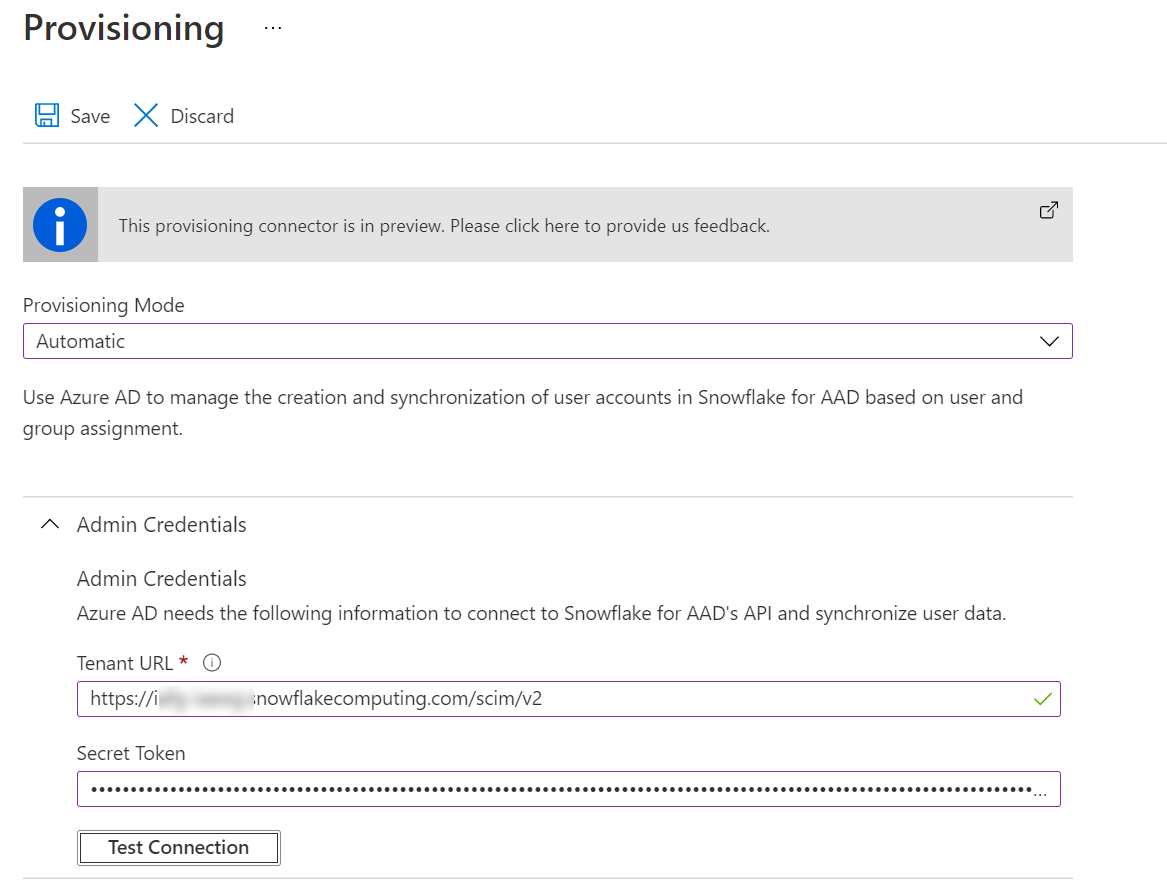 Provisioning ...
Save Discard
This provisioning connector is in preview. Please click here to provide us feedback.
Provisioning Mode
Automatic
Use Azure AD to manage the creation and synchronization of user accounts in Snowflake for AAD based on user and
group assignment.
Admin Credentials
Admin Credentials
Azure AD needs the following information to connect to Snowflake for AAD's API and synchronize user data.
Tenant URL *
https://i snowflakecomputing.com/scim/v2
Secret Token
Test Connection